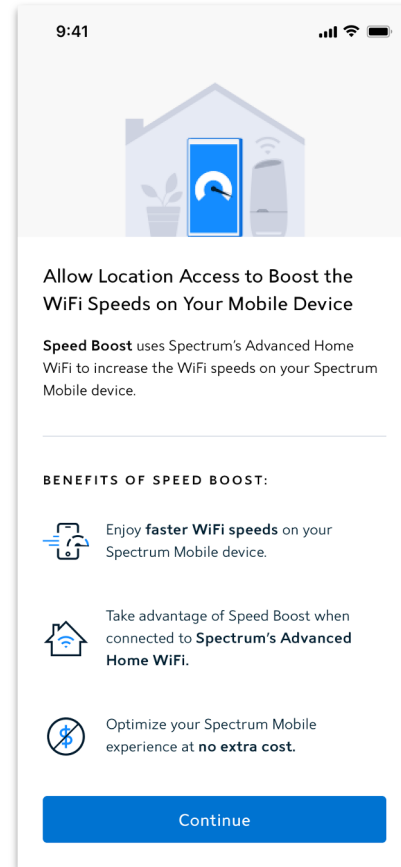 9:41
Allow Location Access to Boost the
WiFi Speeds on Your Mobile Device
Speed Boost uses Spectrum's Advanced Home
WiFi to increase the WiFi speeds on your Spectrum
Mobile device.
BENEFITS OF SPEED BOOST:
Enjoy faster WiFi speeds on your
Spectrum Mobile device.
Take advantage of Speed Boost when
connected to Spectrum's Advanced
Home WiFi.
Optimize your Spectrum Mobile
experience at no extra cost.
Continue